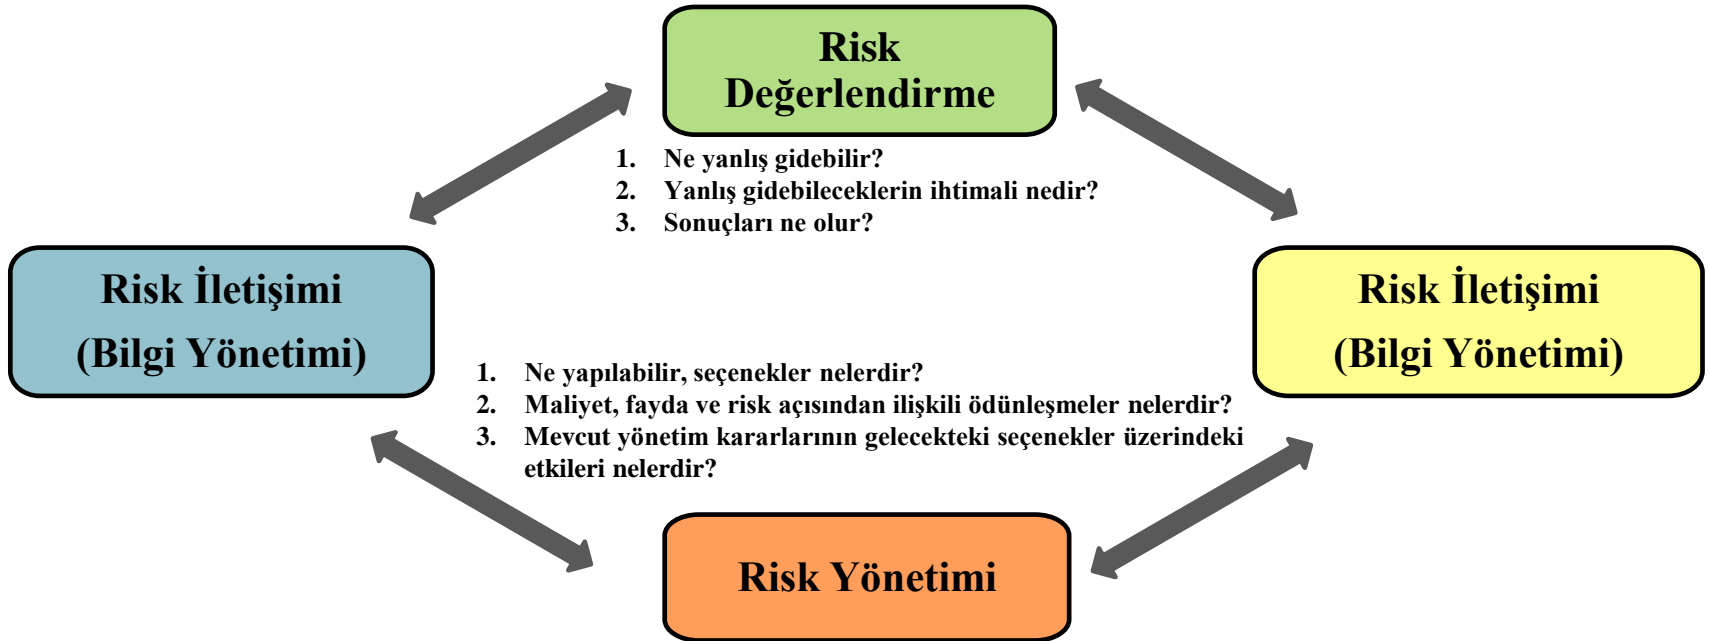 Risk
Değerlendirme
1. Ne yanlış gidebilir?
2. Yanlış gidebileceklerin ihtimali nedir?
3. Sonuçları ne olur?
Risk İletişimi
(Bilgi Yönetimi)
Risk İletişimi
(Bilgi Yönetimi)
1. Ne yapılabilir, seçenekler nelerdir?
2. Maliyet, fayda ve risk açısından ilişkili ödünleşmeler nelerdir?
3. Mevcut yönetim kararlarının gelecekteki seçenekler üzerindeki
etkileri nelerdir?
Risk Yönetimi